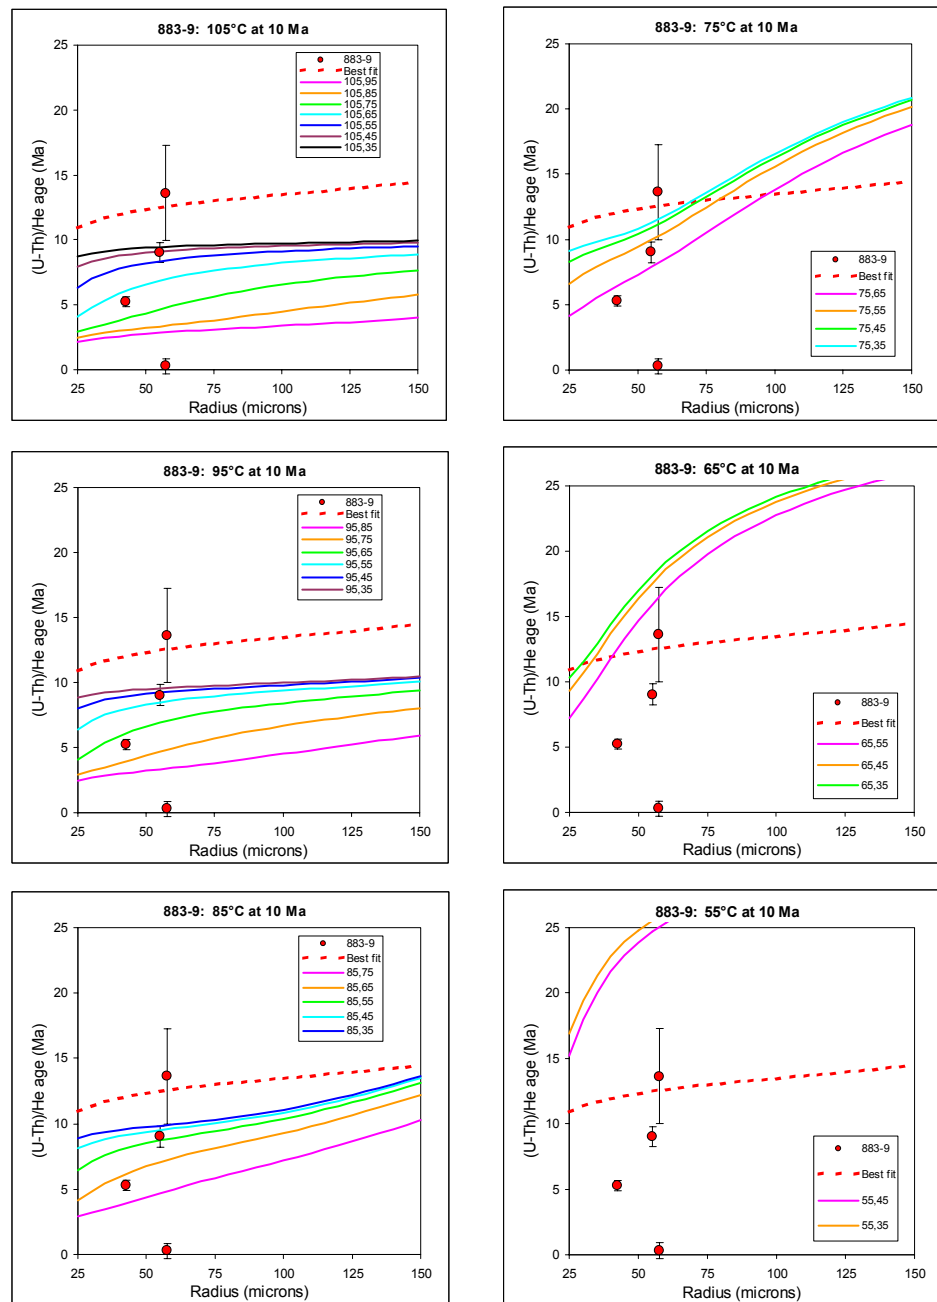 883-9: 105°C at 10 Ma
(U-Th)/He age (Ma)
25
20
15
10
5
0
883-9
Best fit
105,95
105,85
105,75
105,65
105,55
105,45
105,35
25 50 75 100 125 150
Radius (microns)
883-9: 75°C at 10 Ma
(U-Th)/He age (Ma)
25
20
15
10
5
0
883-9
Best fit
75,65
75,55
75,45
75,35
25 50 75 100 125 150
Radius (microns)
883-9: 95°C at 10 Ma
(U-Th)/He age (Ma)
25
20
15
10
5
0
883-9
Best fit
95,85
95,75
95,65
95,55
95,45
95,35
25 50 75 100 125 150
Radius (microns)
883-9: 65°C at 10 Ma
(U-Th)/He age (Ma)
25
20
15
10
5
0
883-9
Best fit
65,55
65,45
65,35
25 50 75 100 125 150
Radius (microns)
883-9: 85°C at 10 Ma
(U-Th)/He age (Ma)
25
20
15
10
5
0
883-9
Best fit
85,75
85,65
85,55
85,45
85,35
25 50 75 100 125 150
Radius (microns)
883-9: 55°C at 10 Ma
(U-Th)/He age (Ma)
25
20
15
10
5
0
883-9
Best fit
55,45
55,35
25 50 75 100 125 150
Radius (microns)